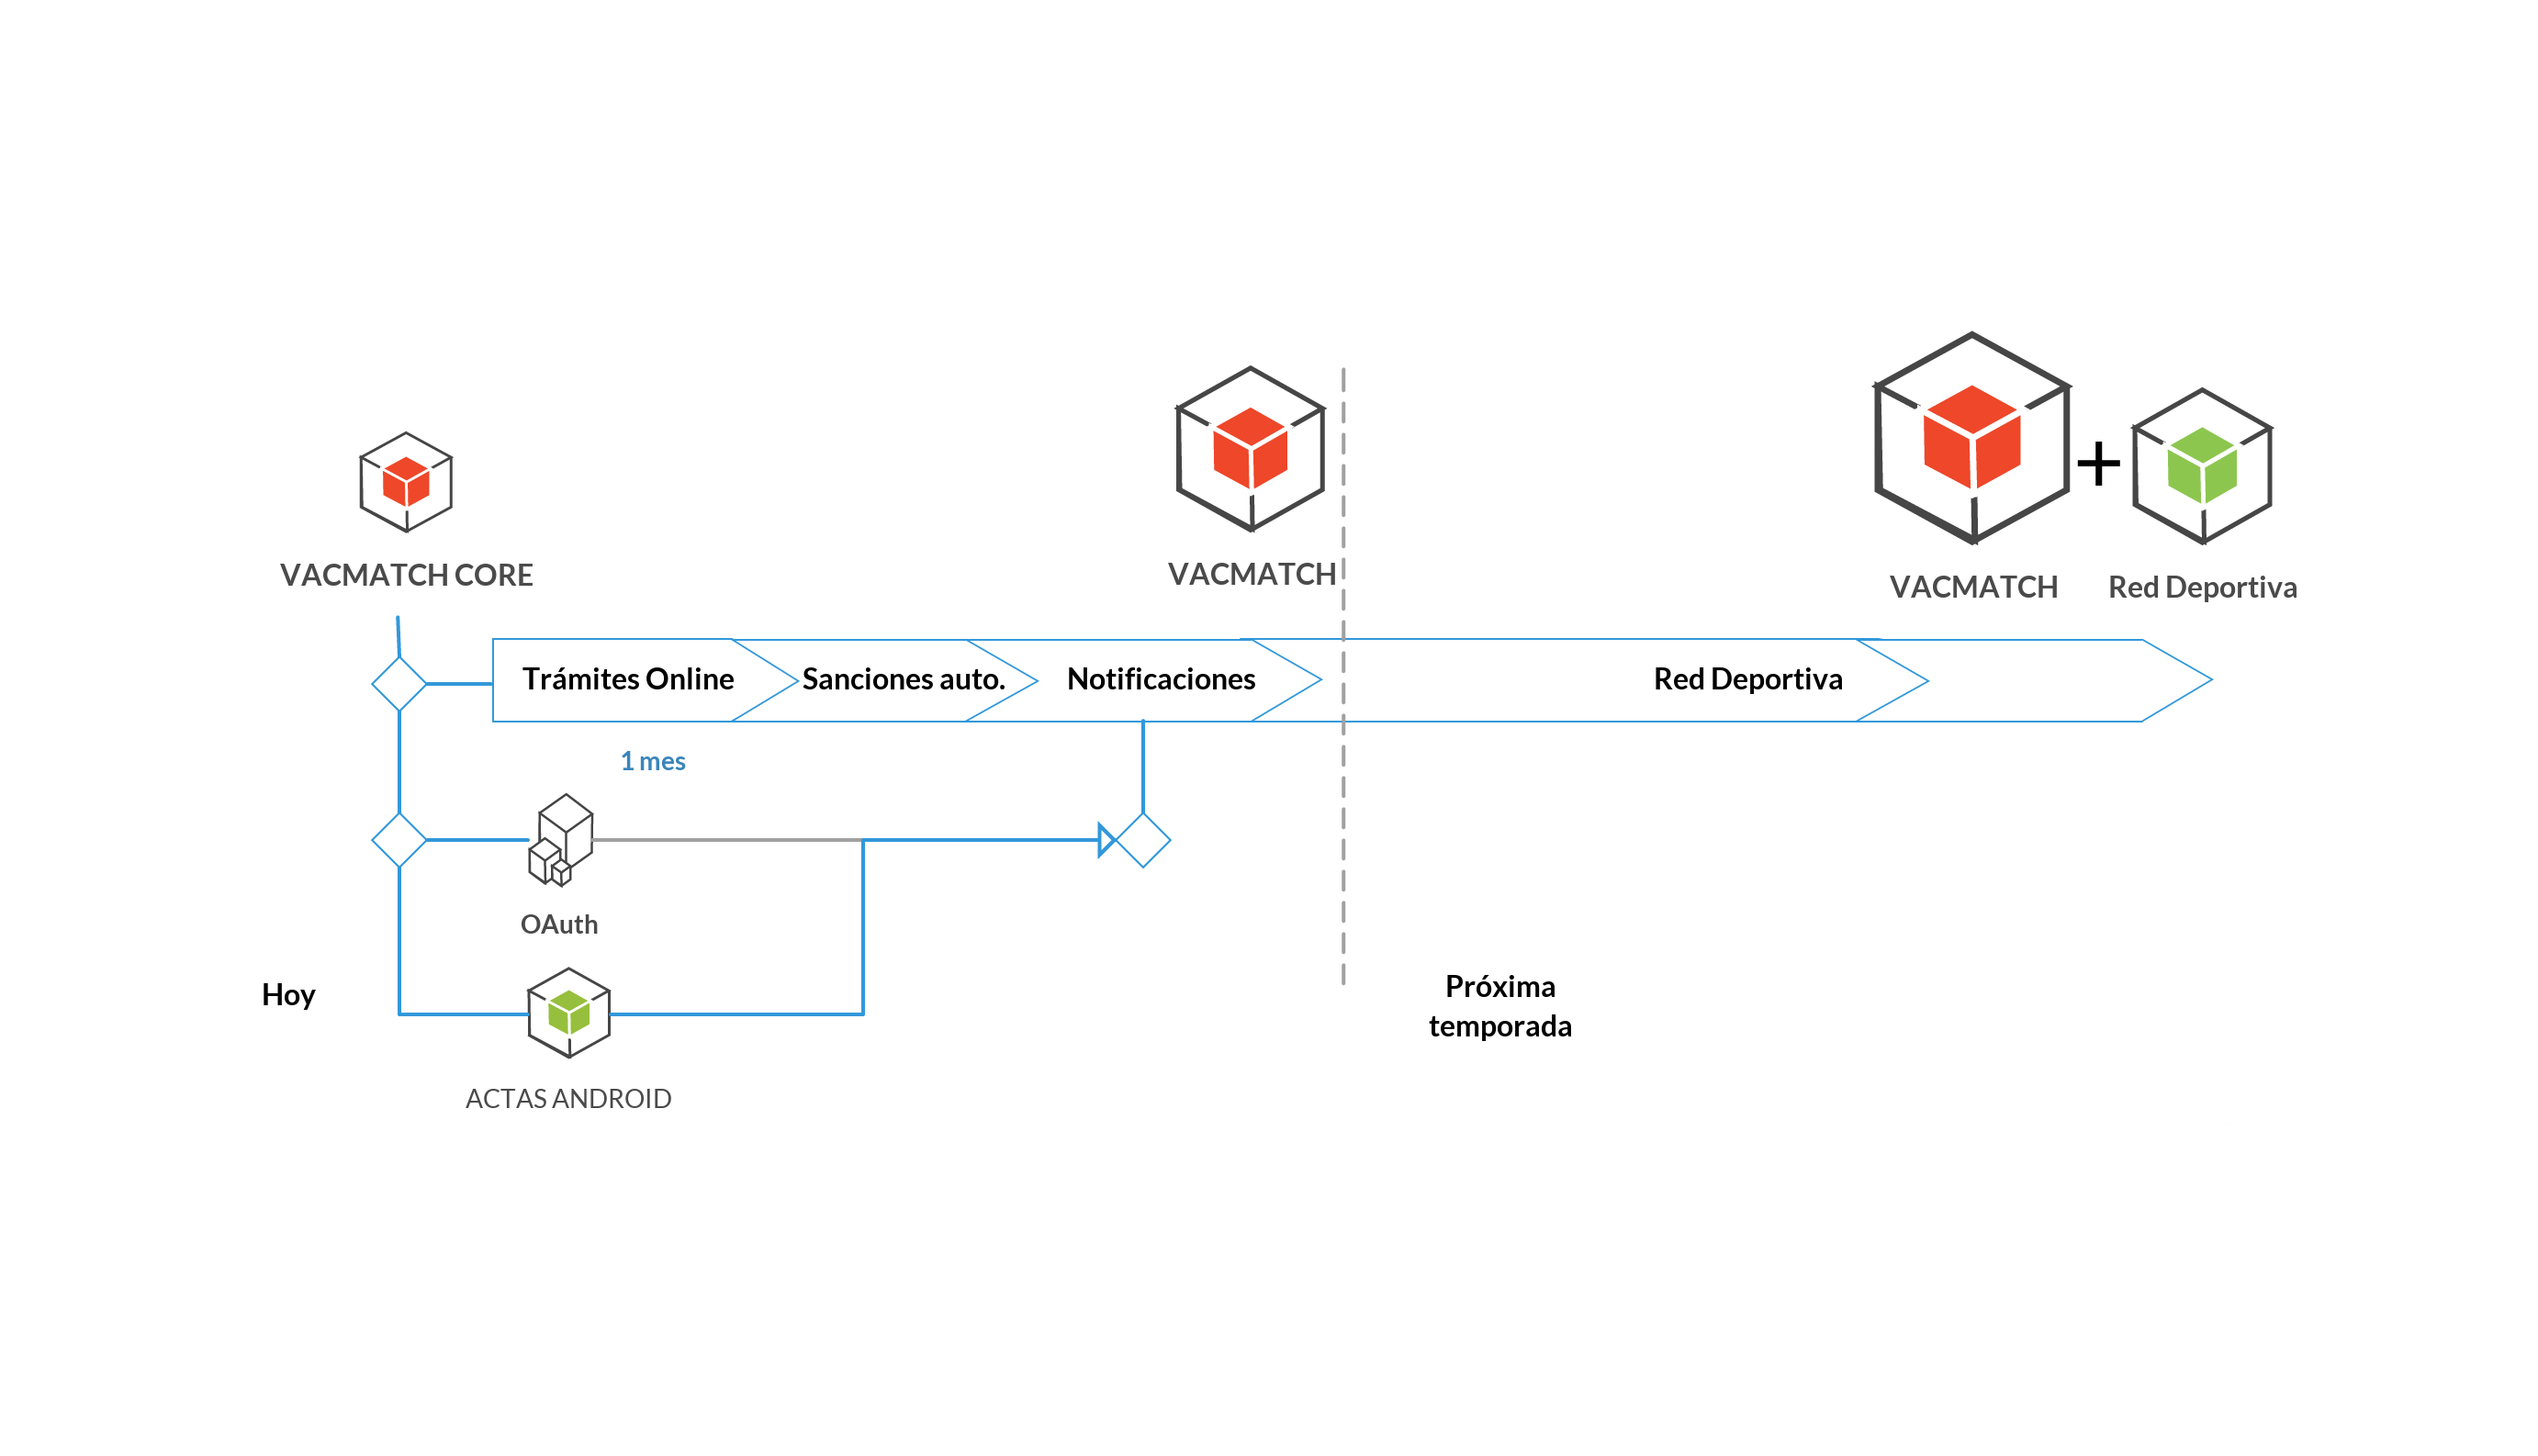 VACMATCH CORE
VACMATCH
VACMATCH
Red Deportiva
Trámites Online
Sanciones auto.
Notificaciones
Red Deportiva
1 mes
OAuth
Hoy
Próxima
temporada
ACTAS ANDROID